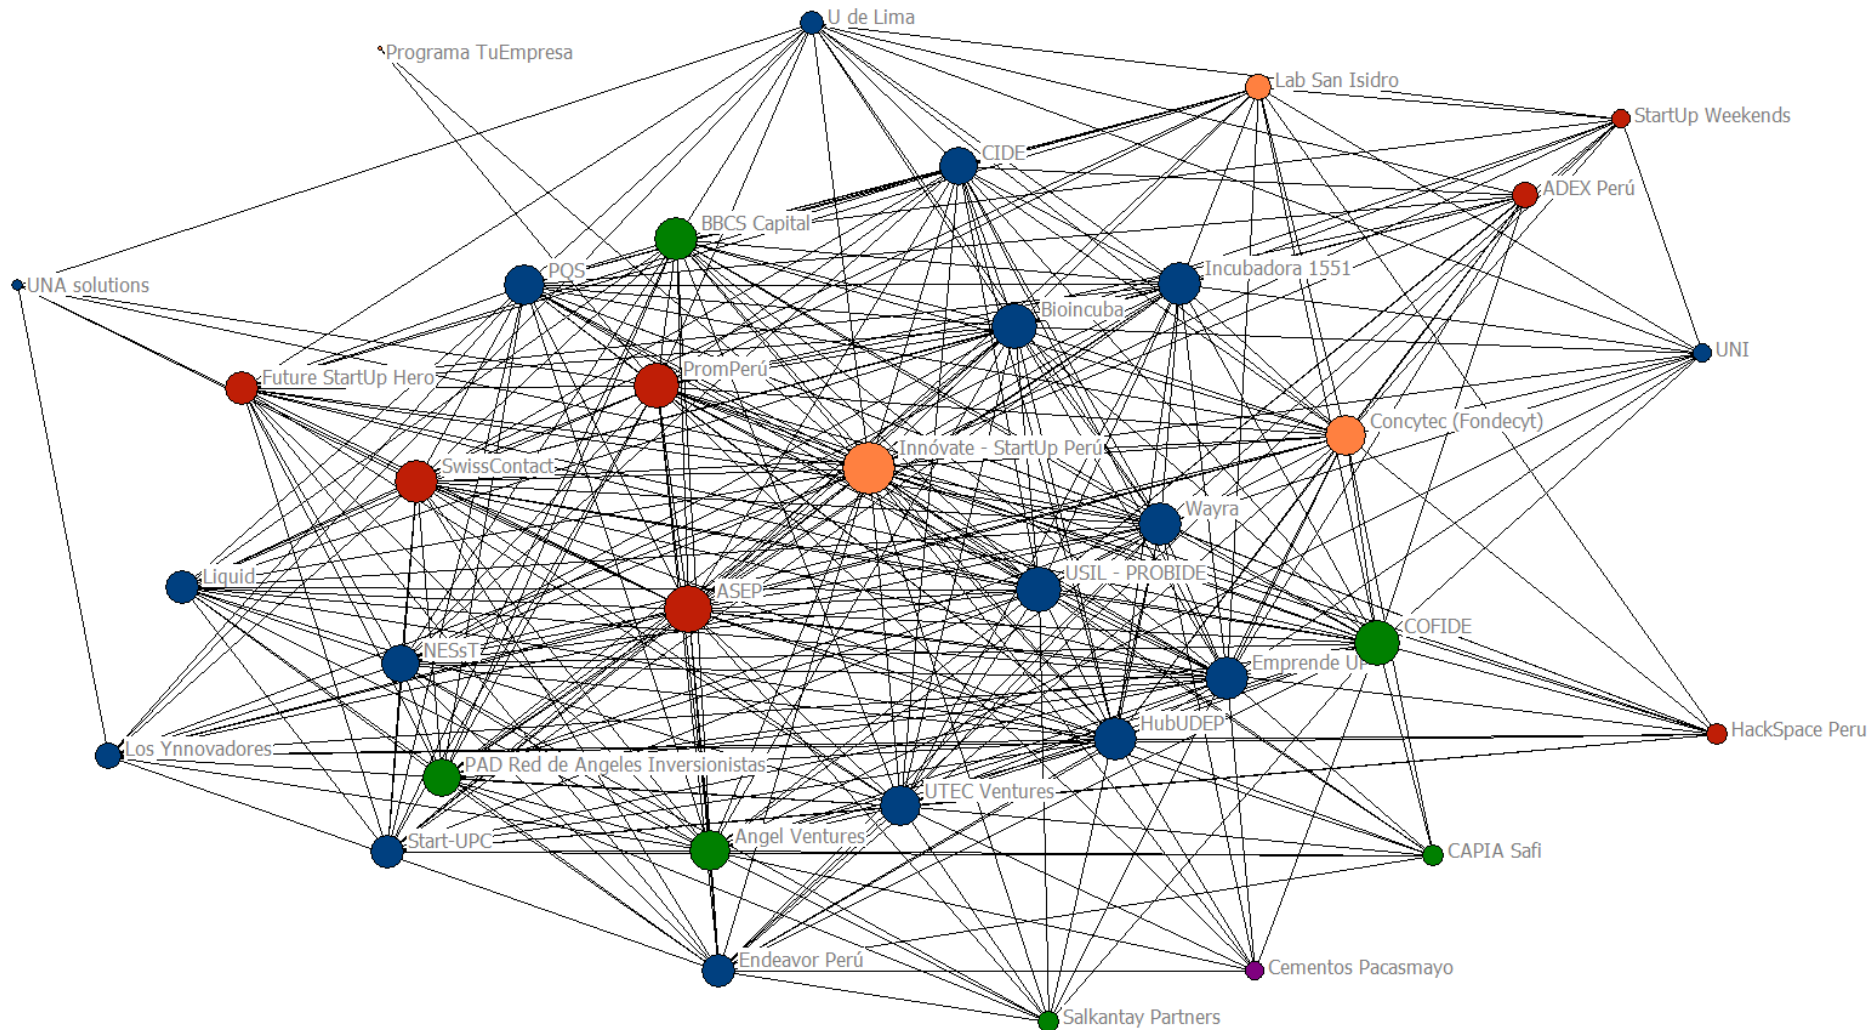 U de Lima
Programa TuEmpresa
Lab San Isidro
StartUp Weekends
CIDE
ADEX Perú
BBCS Capital
PQS
Incubadora 1551
UNA solutions
Bioincuba
UNI
PromPerú
Future StartUp Hero
Concytec (Fondecyt)
Innóvate - StartUp Perú
SwissContact
Wayra
Liquid
USIL - PROBIDE
ASEP
COFIDE
NESsT
Emprende UP
HubUDEP
HackSpace Peru
Los Ynnovadores
PAD Red de Angeles Inversionistas
UTEC Ventures
Angel Ventures
Start-UPC
CAPIA Safi
Endeavor Perú
Cementos Pacasmayo
Salkantay Partners